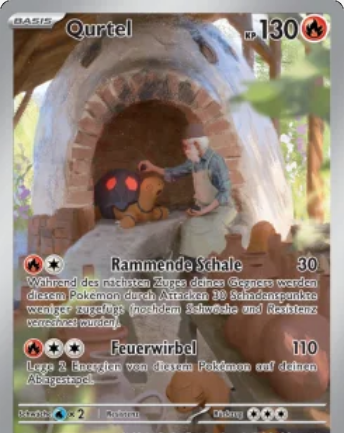 BASIS
Qurtel
KP 130
Rammende Schale 30
Während des nächsten Zuges deines Gegners werden
diesem Pokémon durch Attacken 30 Schadenspunkte
weniger zugefügt (nachdem Schwäche und Resistenz
verrechnet wurden).
Feuerwirbel 110
Lege 2 Energien von diesem Pokémon auf deinen
Ablagestapel.
Schwäche ×2 Resistenz Rückzug